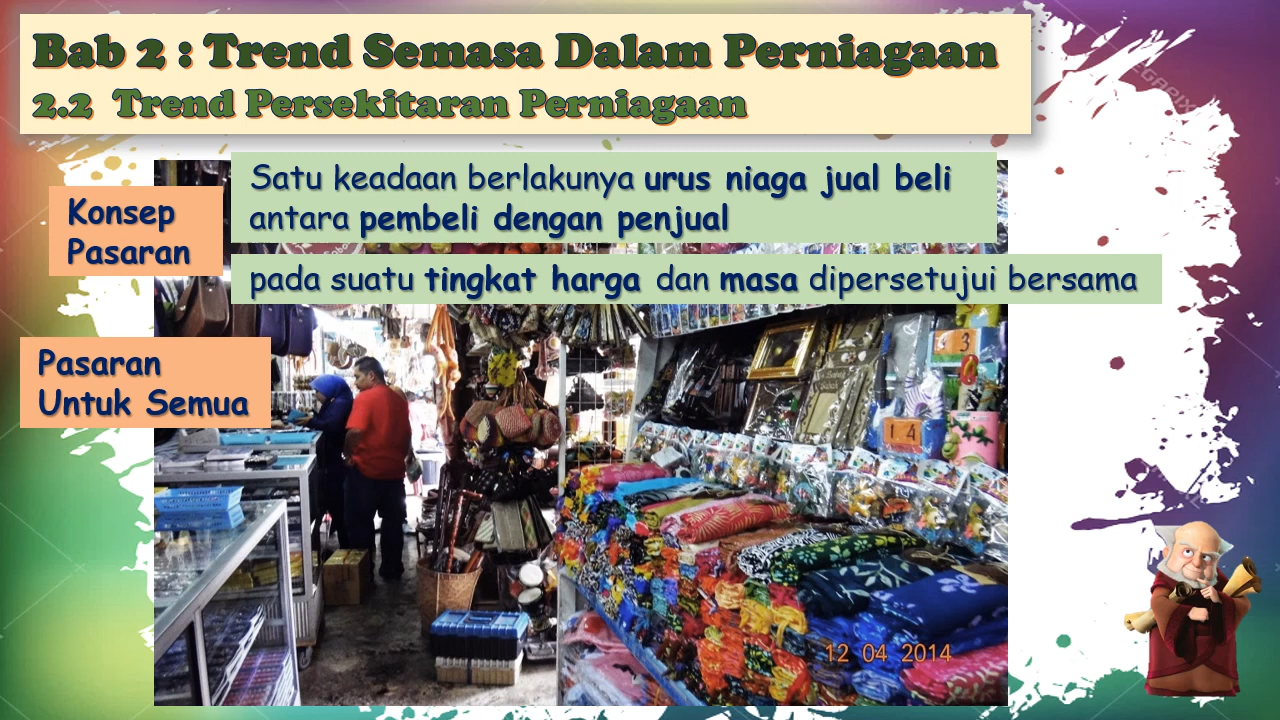 Bab 2 : Trend Semasa Dalam Perniagaan
2.2 Trend Persekitaran Perniagaan
Konsep
Pasaran
Satu keadaan berlakunya urus niaga jual beli
antara pembeli dengan penjual
pada suatu tingkat harga dan masa dipersetujui bersama
Pasaran
Untuk Semua
14
12 04 2014